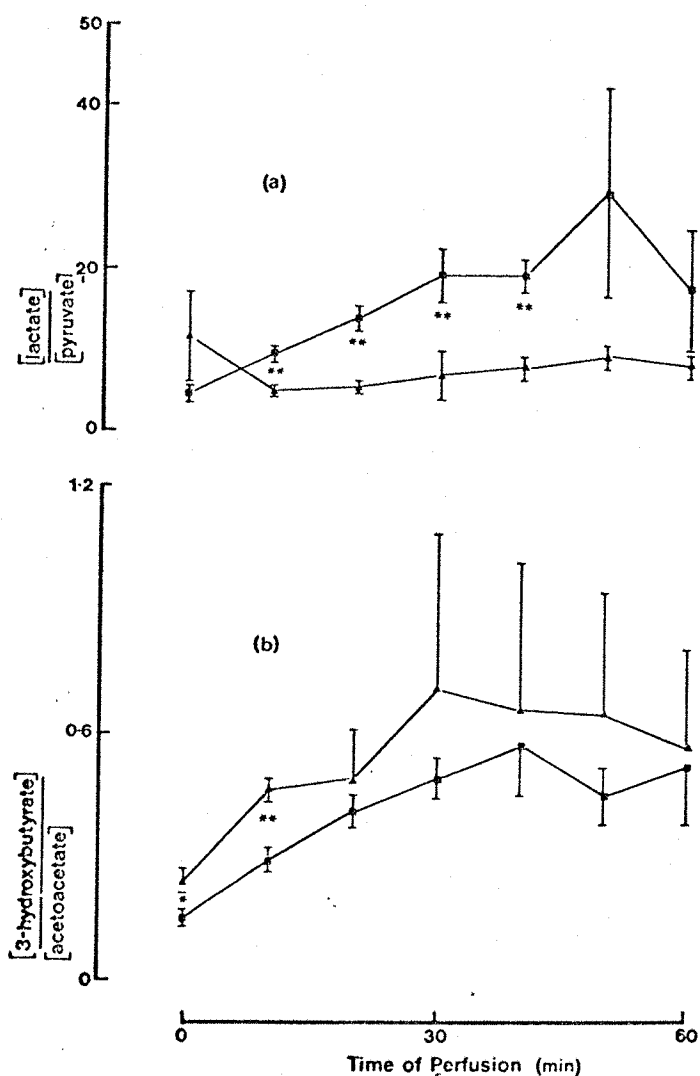 50
40
(a)
20
[lactate]
[pyruvate]
**
**
**
**
0
1·2
(b)
0·6
**
*
[3-hydroxybutyrate]
[acetoacetate]
0
0
30
60
Time of Perfusion (min)